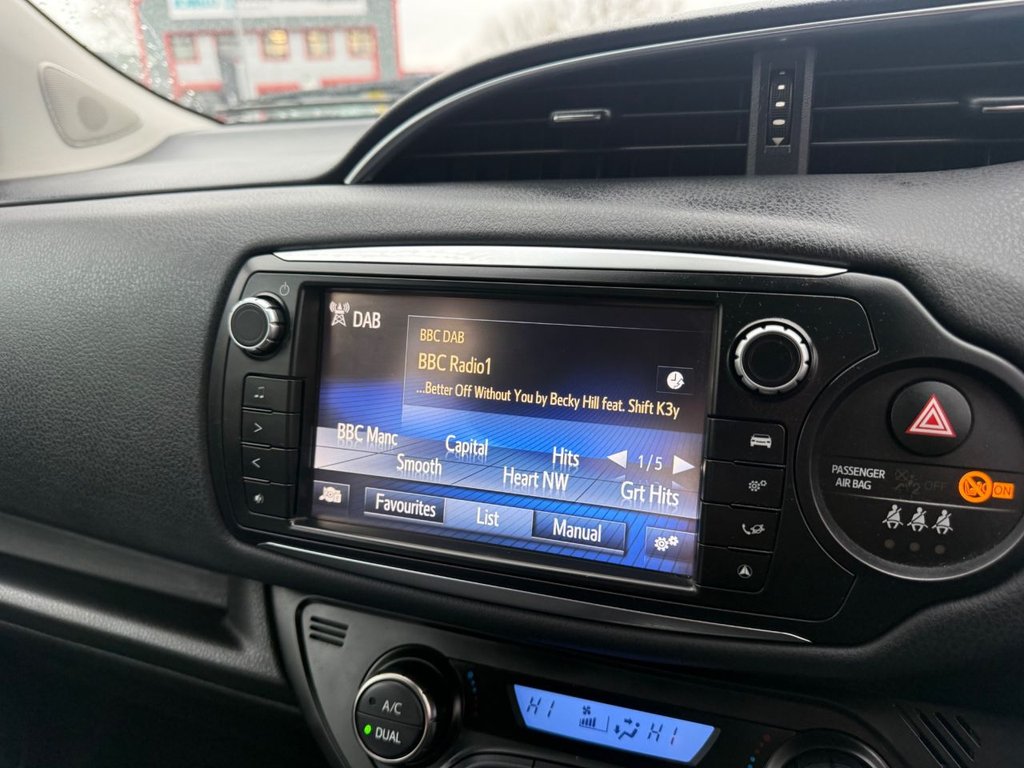 DAB
BBC DAB
BBC Radio1
...Better Off Without You by Becky Hill feat. Shift K3y
BBC Manc Capital Hits 1/5
Smooth Heart NW Grt Hits
Favourites List Manual
PASSENGER
AIR BAG
OFF
ON
A/C
DUAL
HI HI